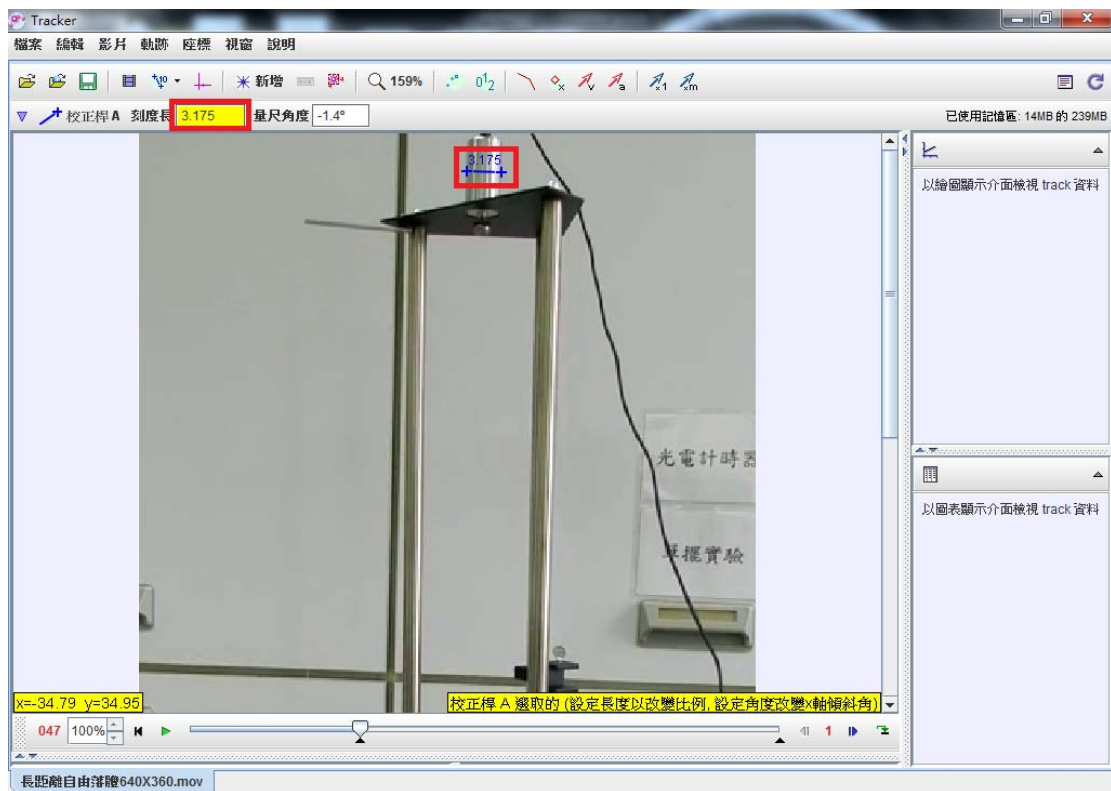 Tracker
檔案 編輯 影片 軌跡 座標 視窗 說明
新增 159%
校正桿 A 刻度長 3.175 量尺角度 -1.4°
已使用記憶區: 14MB 的 239MB
3.175
以繪圖顯示介面檢視 track 資料
光電計時器
單擺實驗
以圖表顯示介面檢視 track 資料
x=-34.79 y=34.95
校正桿 A 選取的 (設定長度以改變比例, 設定角度改變x軸傾斜角)
047 100% 1
長距離自由落體640X360.mov